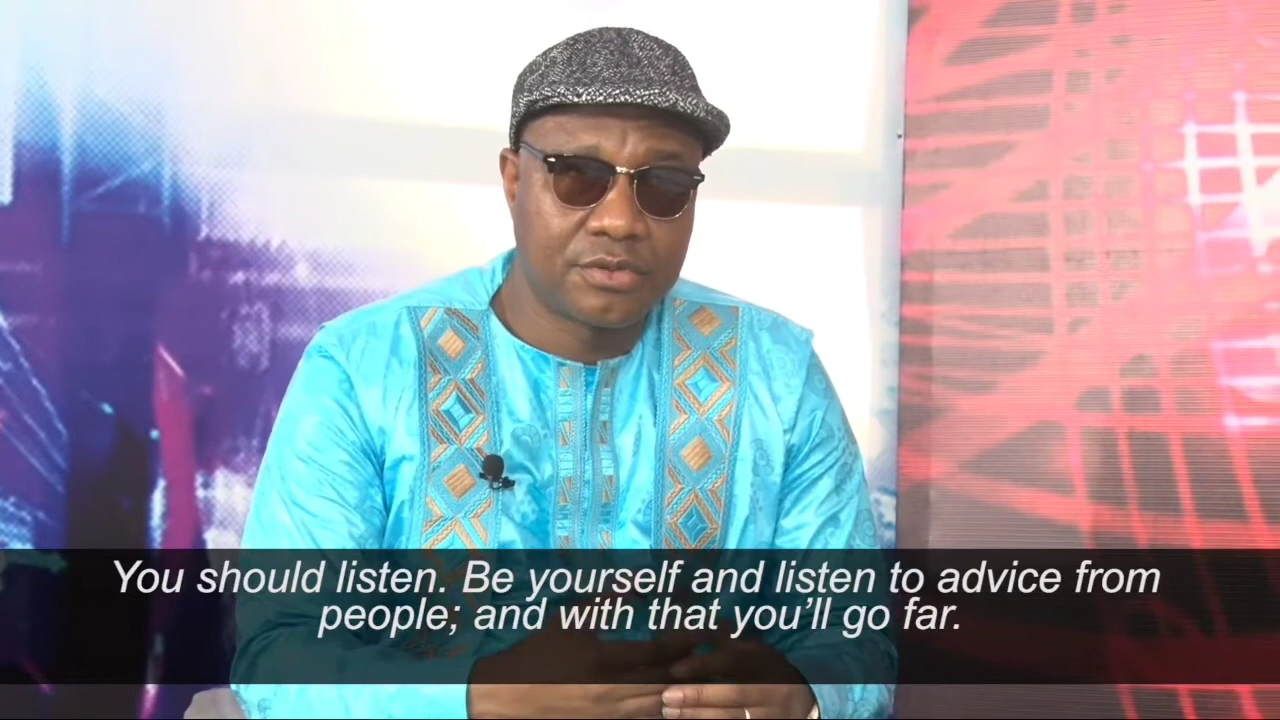 You should listen. Be yourself and listen to advice from
people; and with that you’ll go far.